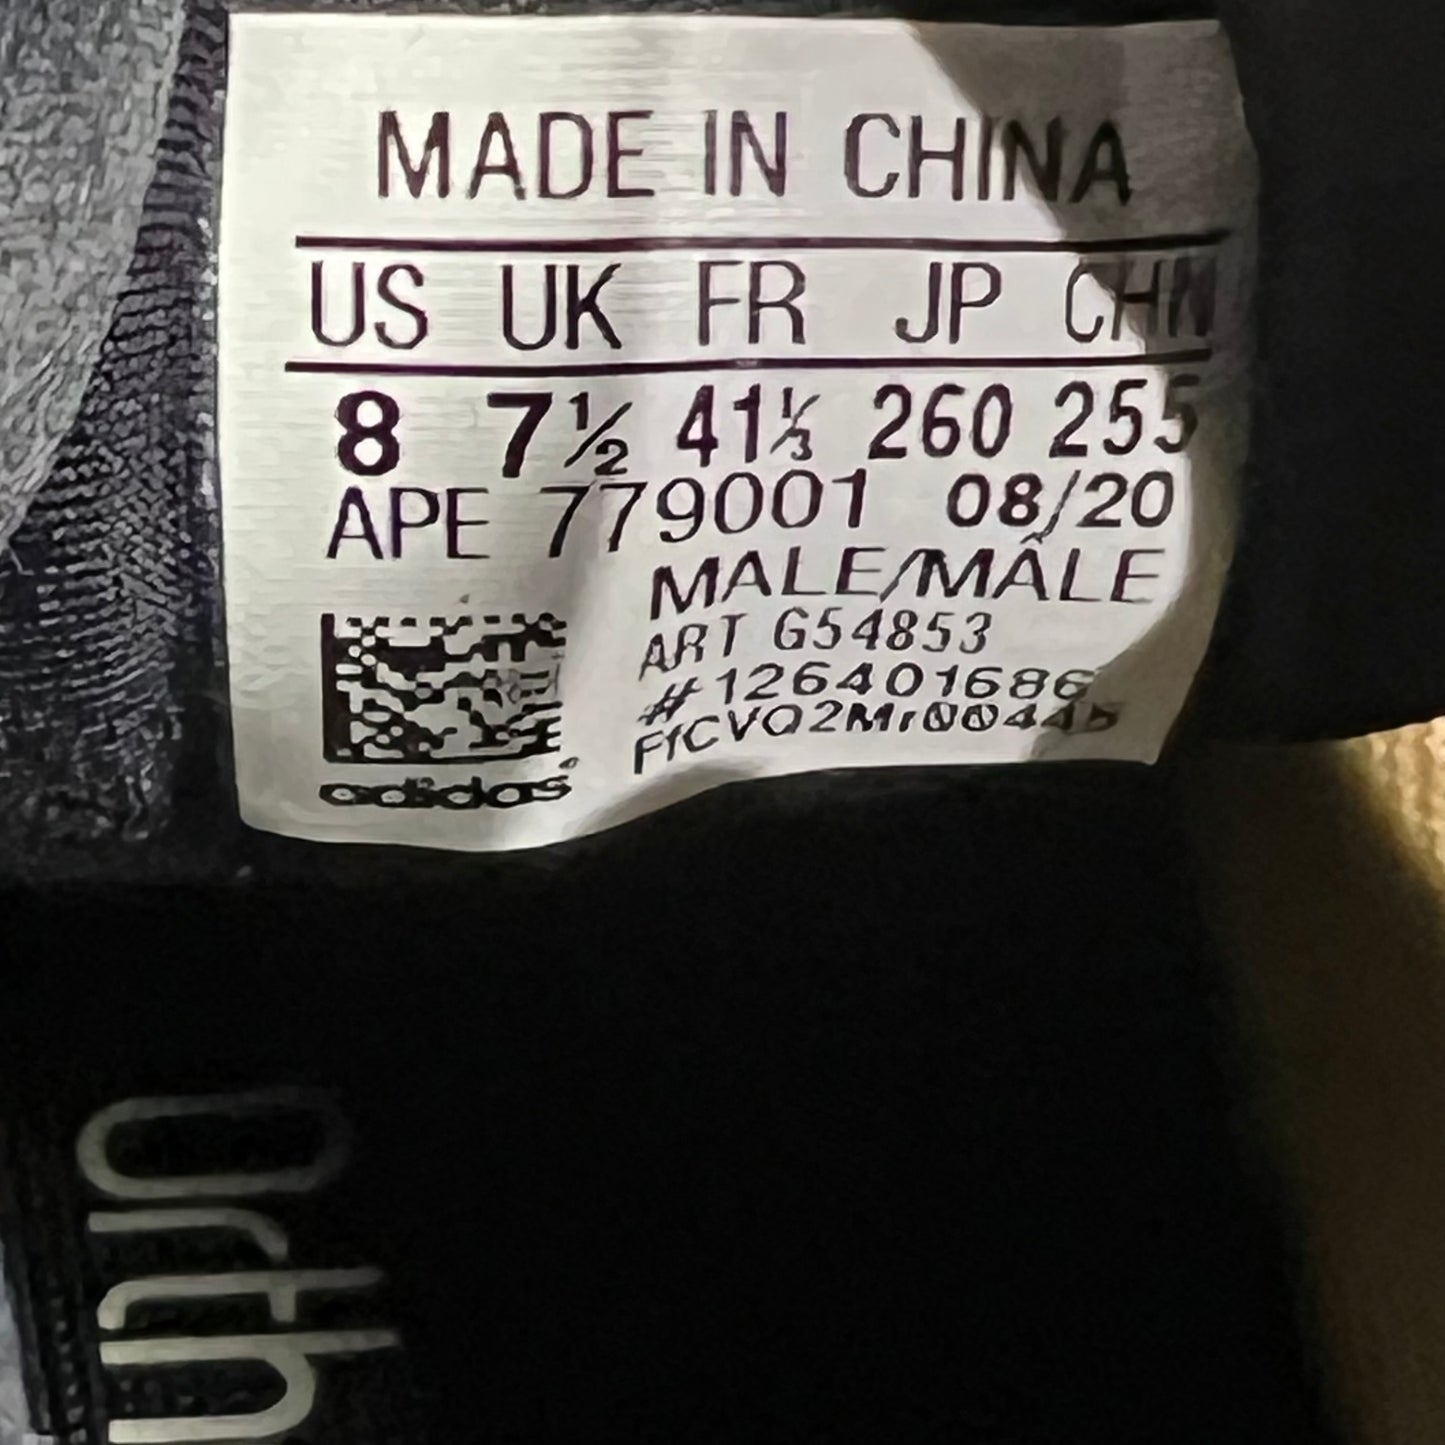 MADE IN CHINA
US UK FR JP CHN
8 7½ 41⅓ 260 255
APE 779001 08/20
MALE/MÂLE
ART G54853
#126401686
adidas
Orth